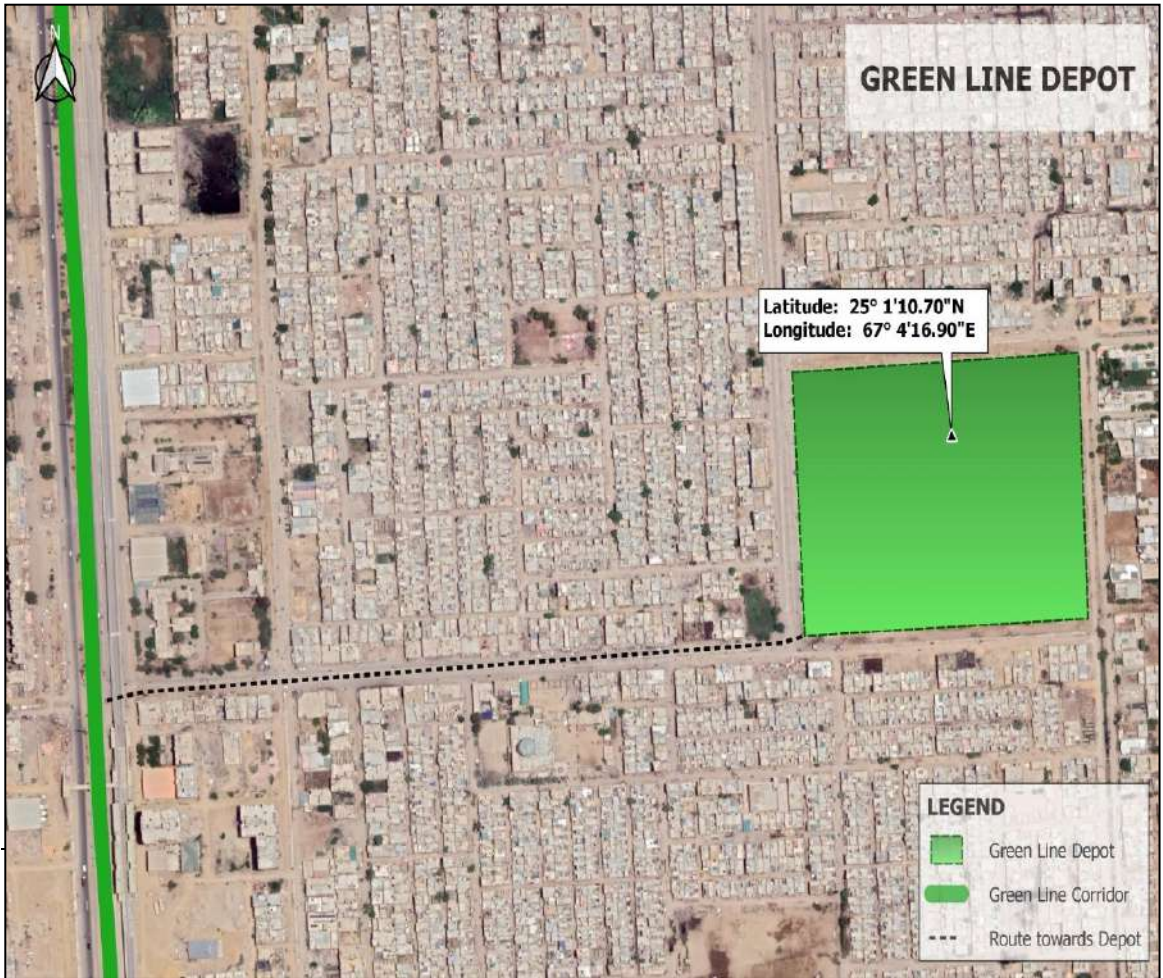 N
GREEN LINE DEPOT
Latitude: 25° 1'10.70"N
Longitude: 67° 4'16.90"E
LEGEND
Green Line Depot
Green Line Corridor
Route towards Depot